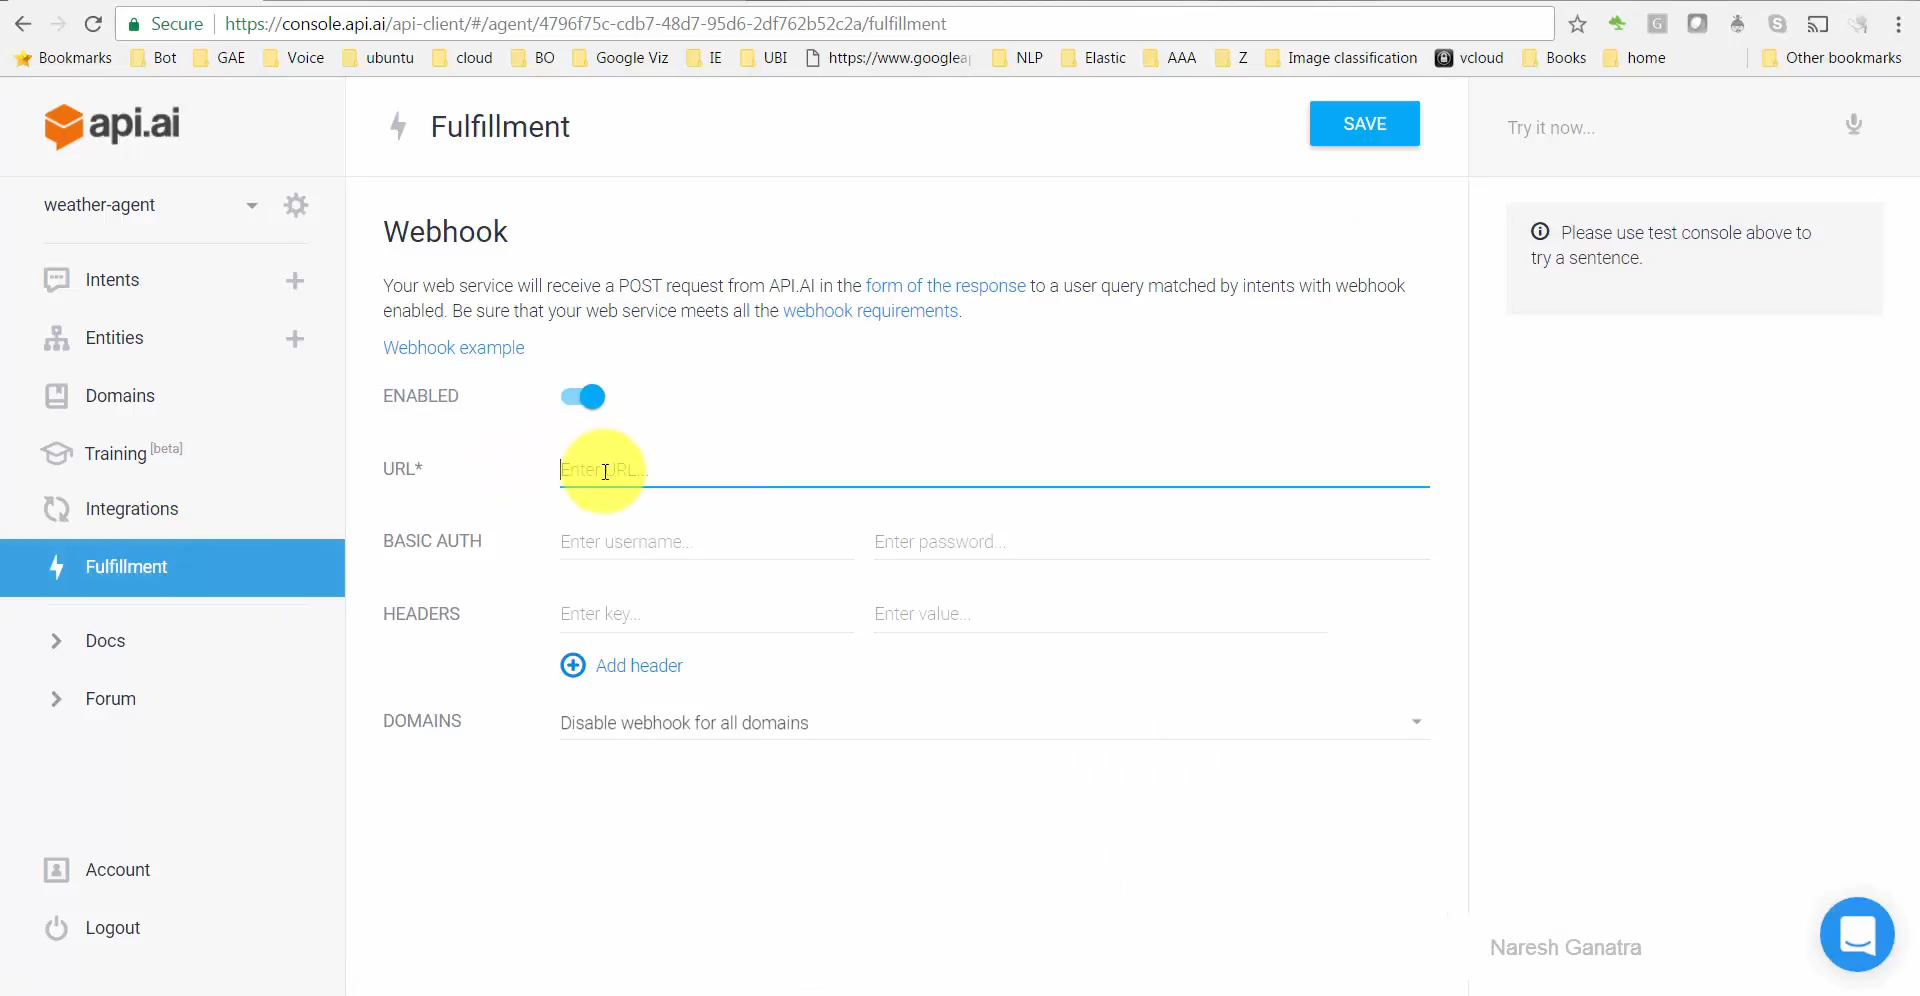 Secure https://console.api.ai/api-client/#/agent/4796f75c-cdb7-48d7-95d6-2df762b52c2a/fulfillment
Bookmarks Bot GAE Voice ubuntu cloud BO Google Viz IE UBI https://www.googlea NLP Elastic AAA Z Image classification vcloud Books home Other bookmarks
api.ai
Fulfillment
SAVE
Try it now...
weather-agent
Intents
Entities
Domains
Training [beta]
Integrations
Fulfillment
Docs
Forum
Account
Logout
Webhook
Your web service will receive a POST request from API.AI in the form of the response to a user query matched by intents with webhook
enabled. Be sure that your web service meets all the webhook requirements.
Webhook example
ENABLED
URL* Enter URL...
BASIC AUTH Enter username... Enter password...
HEADERS Enter key... Enter value...
Add header
DOMAINS Disable webhook for all domains
Please use test console above to
try a sentence.
Naresh Ganatra